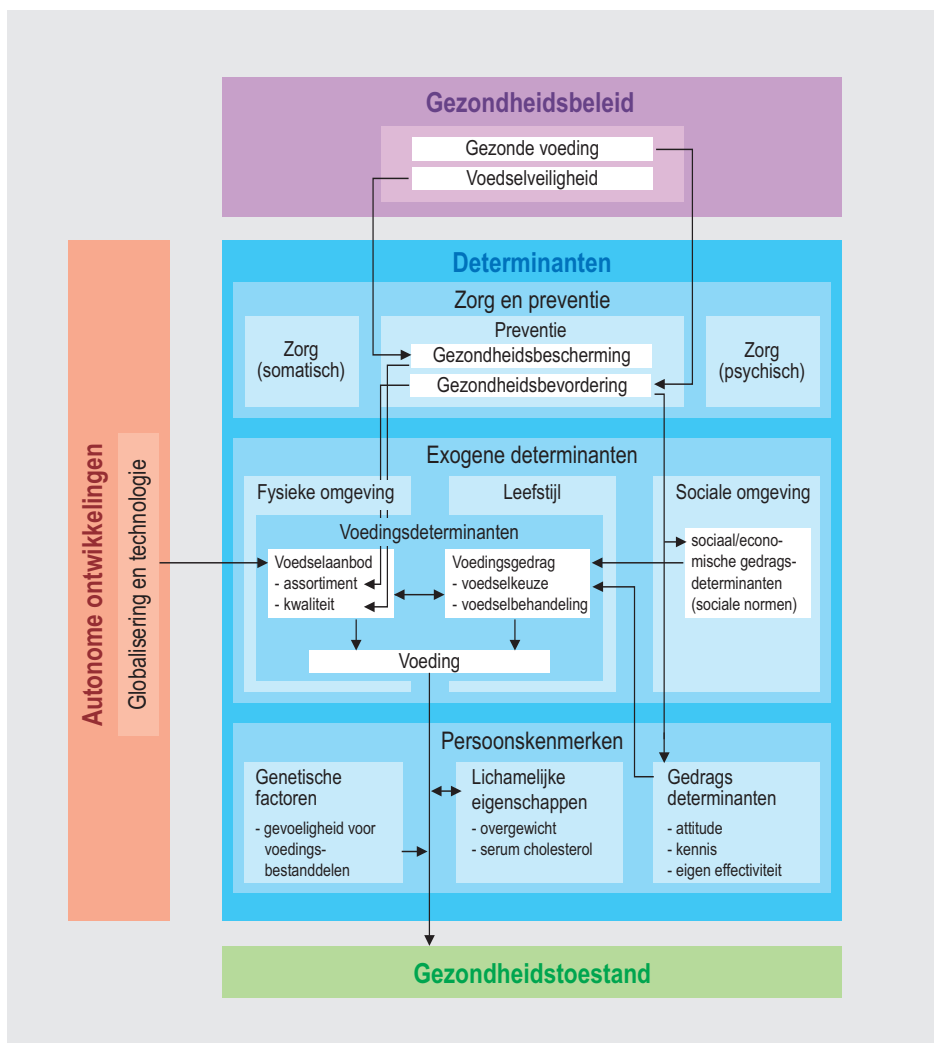 Gezondheidsbeleid
Gezonde voeding
Voedselveiligheid
Autonome ontwikkelingen
Globalisering en technologie
Determinanten
Zorg en preventie
Zorg
(somatisch)
Preventie
Gezondheidsbescherming
Gezondheidsbevordering
Zorg
(psychisch)
Exogene determinanten
Fysieke omgeving
Leefstijl
Sociale omgeving
Voedingsdeterminanten
Voedselaanbod
- assortiment
- kwaliteit
Voedingsgedrag
- voedselkeuze
- voedselbehandeling
sociaal/econo-
mische gedrags-
determinanten
(sociale normen)
Voeding
Persoonskenmerken
Genetische
factoren
- gevoeligheid voor
voedings-
bestanddelen
Lichamelijke
eigenschappen
- overgewicht
- serum cholesterol
Gedrags
determinanten
- attitude
- kennis
- eigen effectiviteit
Gezondheidstoestand